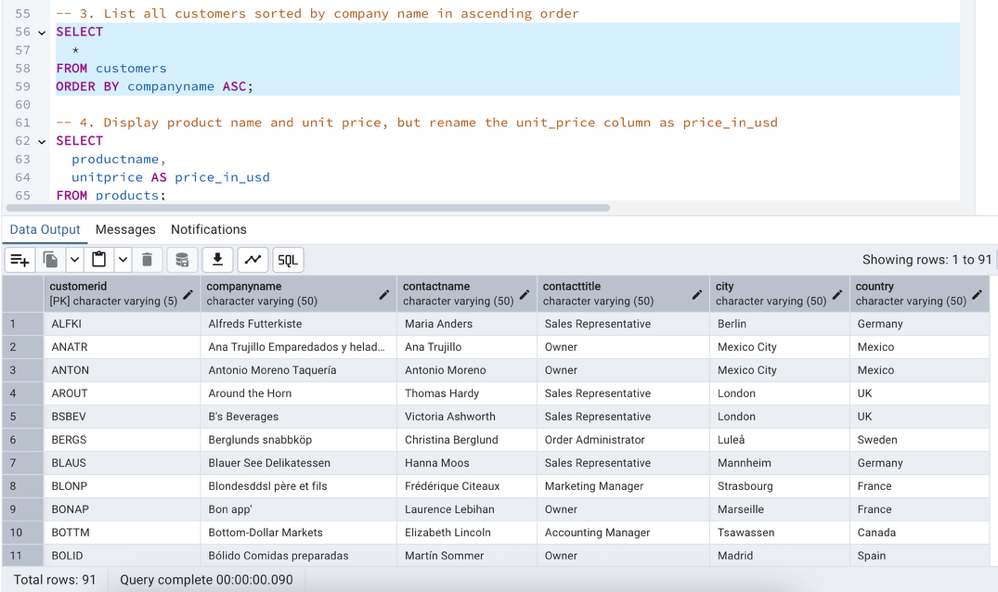 55 -- 3. List all customers sorted by company name in ascending order
56 SELECT
57 *
58 FROM customers
59 ORDER BY companyname ASC;
60
61 -- 4. Display product name and unit price, but rename the unit_price column as price_in_usd
62 SELECT
63 productname,
64 unitprice AS price_in_usd
65 FROM products;
Data Output Messages Notifications
SQL Showing rows: 1 to 91
customerid companyname contactname contacttitle city country
[PK] character varying (5) character varying (50) character varying (50) character varying (50) character varying (50) character varying (50)
1 ALFKI Alfreds Futterkiste Maria Anders Sales Representative Berlin Germany
2 ANATR Ana Trujillo Emparedados y helad... Ana Trujillo Owner Mexico City Mexico
3 ANTON Antonio Moreno Taquería Antonio Moreno Owner Mexico City Mexico
4 AROUT Around the Horn Thomas Hardy Sales Representative London UK
5 BSBEV B's Beverages Victoria Ashworth Sales Representative London UK
6 BERGS Berglunds snabbköp Christina Berglund Order Administrator Luleå Sweden
7 BLAUS Blauer See Delikatessen Hanna Moos Sales Representative Mannheim Germany
8 BLONP Blondesddsl père et fils Frédérique Citeaux Marketing Manager Strasbourg France
9 BONAP Bon app' Laurence Lebihan Owner Marseille France
10 BOTTM Bottom-Dollar Markets Elizabeth Lincoln Accounting Manager Tsawassen Canada
11 BOLID Bólido Comidas preparadas Martín Sommer Owner Madrid Spain
Total rows: 91 Query complete 00:00:00.090